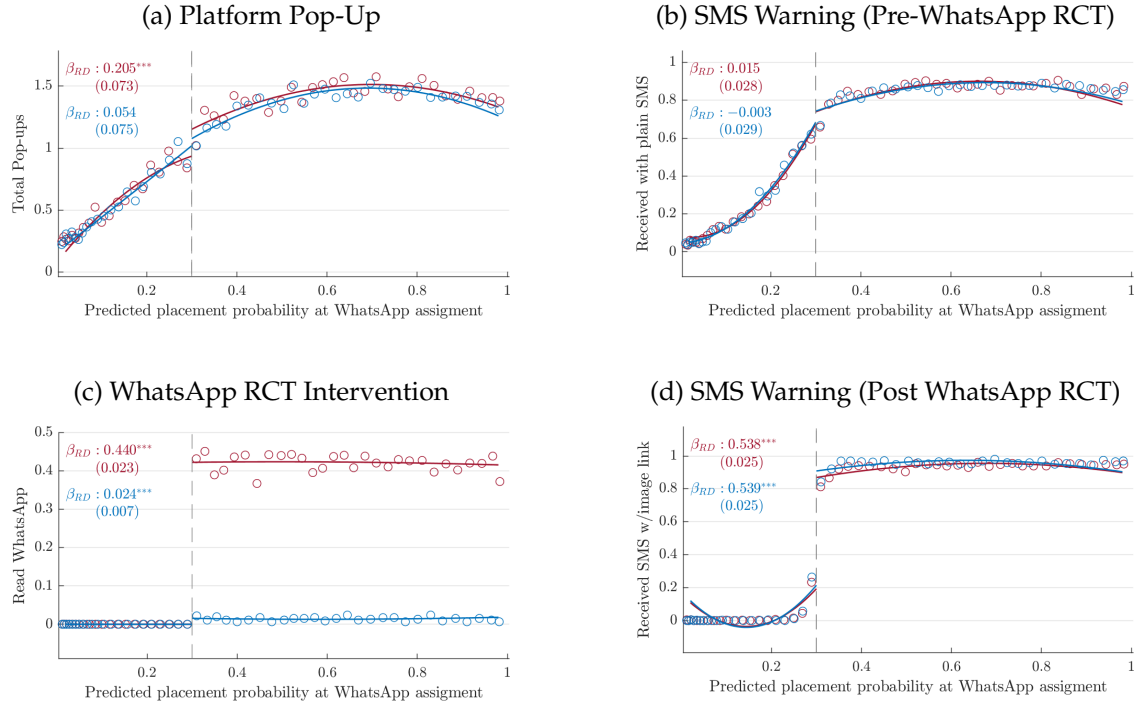 (a) Platform Pop-Up
β_RD : 0.205***
(0.073)
β_RD : 0.054
(0.075)
Total Pop-ups
1.5
1
0.5
0
0.2
0.4
0.6
0.8
1
Predicted placement probability at WhatsApp assigment
(b) SMS Warning (Pre-WhatsApp RCT)
β_RD : 0.015
(0.028)
β_RD : −0.003
(0.029)
Received with plain SMS
1
0.8
0.6
0.4
0.2
0
0.2
0.4
0.6
0.8
1
Predicted placement probability at WhatsApp assigment
(c) WhatsApp RCT Intervention
β_RD : 0.440***
(0.023)
β_RD : 0.024***
(0.007)
Read WhatsApp
0.5
0.4
0.3
0.2
0.1
0
0.2
0.4
0.6
0.8
1
Predicted placement probability at WhatsApp assigment
(d) SMS Warning (Post WhatsApp RCT)
β_RD : 0.538***
(0.025)
β_RD : 0.539***
(0.025)
Received SMS w/image link
1
0.8
0.6
0.4
0.2
0
0.2
0.4
0.6
0.8
1
Predicted placement probability at WhatsApp assigment